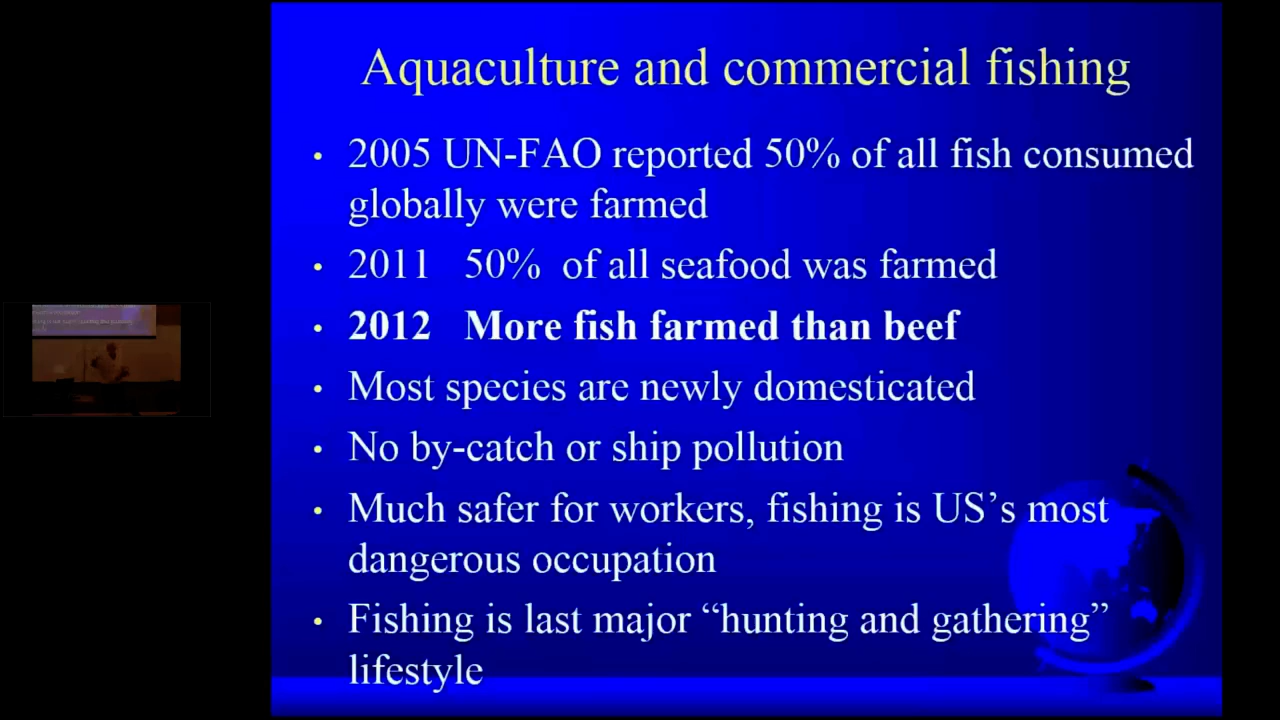 Aquaculture and commercial fishing
• 2005 UN-FAO reported 50% of all fish consumed
globally were farmed
• 2011 50% of all seafood was farmed
• 2012 More fish farmed than beef
• Most species are newly domesticated
• No by-catch or ship pollution
• Much safer for workers, fishing is US’s most
dangerous occupation
• Fishing is last major “hunting and gathering”
lifestyle